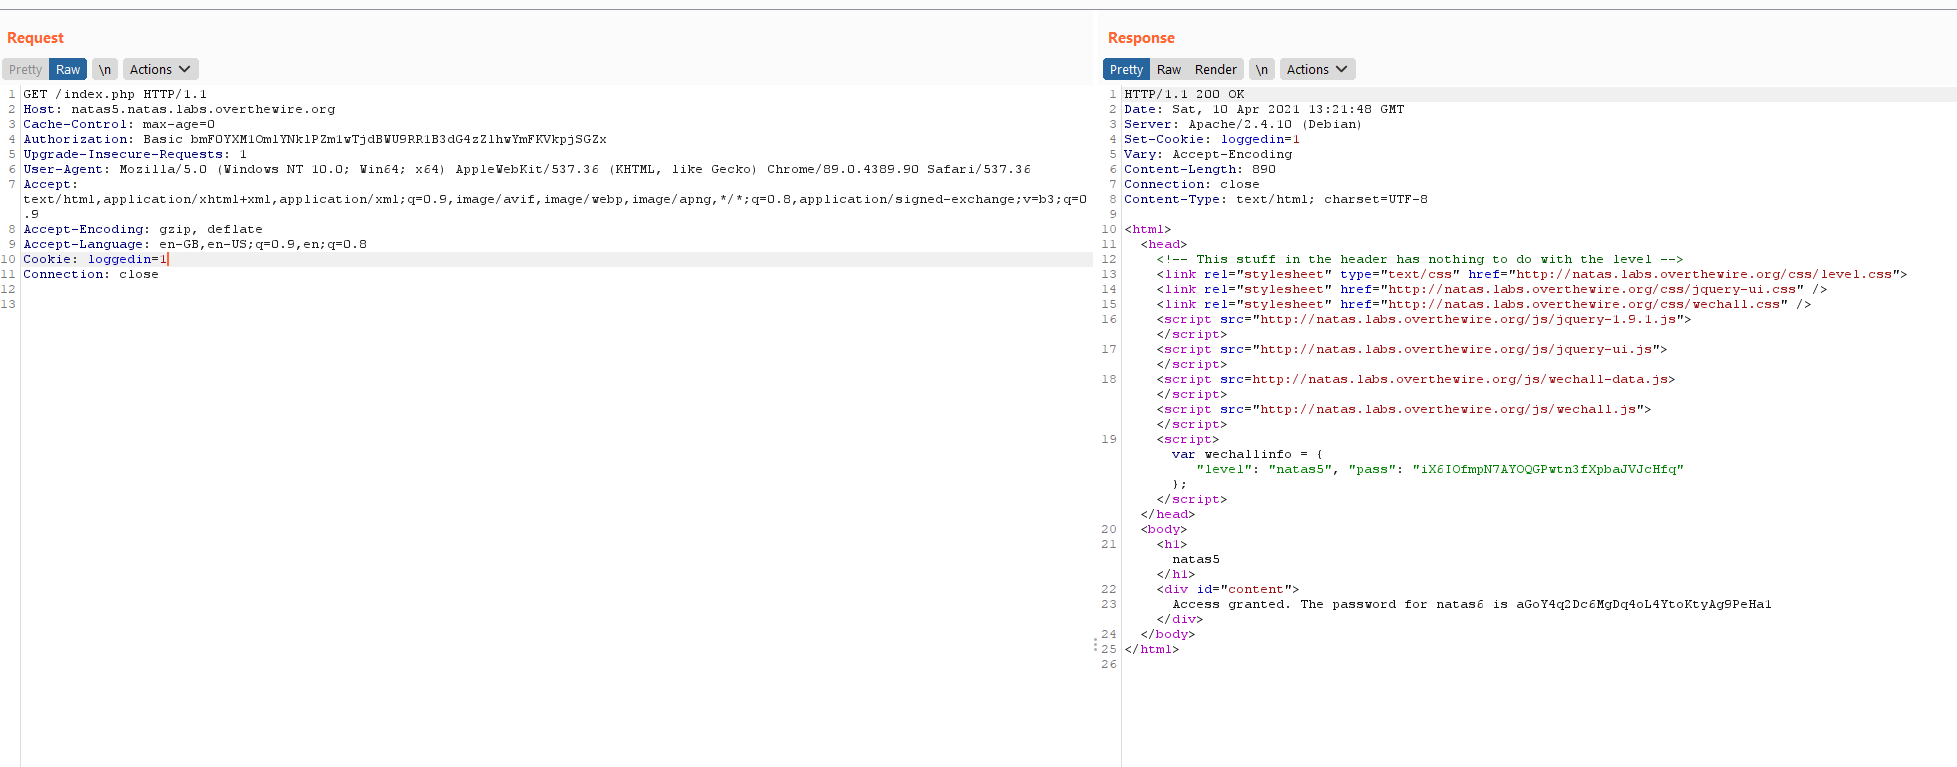 Request
Pretty Raw \n Actions
1 GET /index.php HTTP/1.1
2 Host: natas5.natas.labs.overthewire.org
3 Cache-Control: max-age=0
4 Authorization: Basic bmF0YXM1OmlYNklPZm1wTjdBWU9RR1B3dG4zZlhwYmFKVkpjSGZx
5 Upgrade-Insecure-Requests: 1
6 User-Agent: Mozilla/5.0 (Windows NT 10.0; Win64; x64) AppleWebKit/537.36 (KHTML, like Gecko) Chrome/89.0.4389.90 Safari/537.36
7 Accept:
text/html,application/xhtml+xml,application/xml;q=0.9,image/avif,image/webp,image/apng,*/*;q=0.8,application/signed-exchange;v=b3;q=0
.9
8 Accept-Encoding: gzip, deflate
9 Accept-Language: en-GB,en-US;q=0.9,en;q=0.8
10 Cookie: loggedin=1
11 Connection: close
12
13
Response
Pretty Raw Render \n Actions
1 HTTP/1.1 200 OK
2 Date: Sat, 10 Apr 2021 13:21:48 GMT
3 Server: Apache/2.4.10 (Debian)
4 Set-Cookie: loggedin=1
5 Vary: Accept-Encoding
6 Content-Length: 890
7 Connection: close
8 Content-Type: text/html; charset=UTF-8
9
10 <html>
11 <head>
12 <!-- This stuff in the header has nothing to do with the level -->
13 <link rel="stylesheet" type="text/css" href="http://natas.labs.overthewire.org/css/level.css">
14 <link rel="stylesheet" href="http://natas.labs.overthewire.org/css/jquery-ui.css" />
15 <link rel="stylesheet" href="http://natas.labs.overthewire.org/css/wechall.css" />
16 <script src="http://natas.labs.overthewire.org/js/jquery-1.9.1.js">
</script>
17 <script src="http://natas.labs.overthewire.org/js/jquery-ui.js">
</script>
18 <script src=http://natas.labs.overthewire.org/js/wechall-data.js>
</script>
<script src="http://natas.labs.overthewire.org/js/wechall.js">
</script>
19 <script>
var wechallinfo = {
"level": "natas5", "pass": "iX6IOfmpN7AYOQGPwtn3fXpbaJVJcHfq"
};
</script>
</head>
20 <body>
21 <h1>
natas5
</h1>
22 <div id="content">
23 Access granted. The password for natas6 is aGoY4q2Dc6MgDq4oL4YtoKtyAg9PeHa1
</div>
24 </body>
25 </html>
26